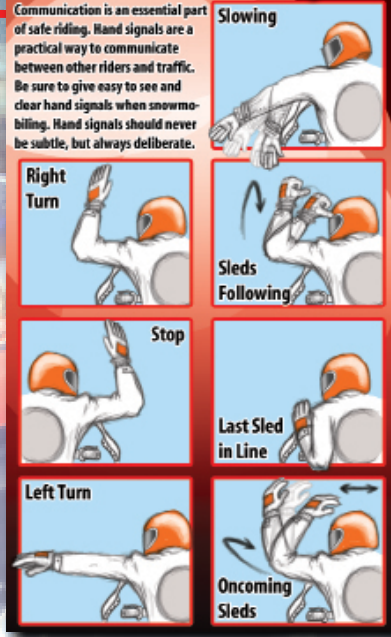 Communication is an essential part
of safe riding. Hand signals are a
practical way to communicate
between other riders and traffic.
Be sure to give easy to see and
clear hand signals when snowmo-
biling. Hand signals should never
be subtle, but always deliberate.
Slowing
Right
Turn
Sleds
Following
Stop
Last Sled
in Line
Left Turn
Oncoming
Sleds